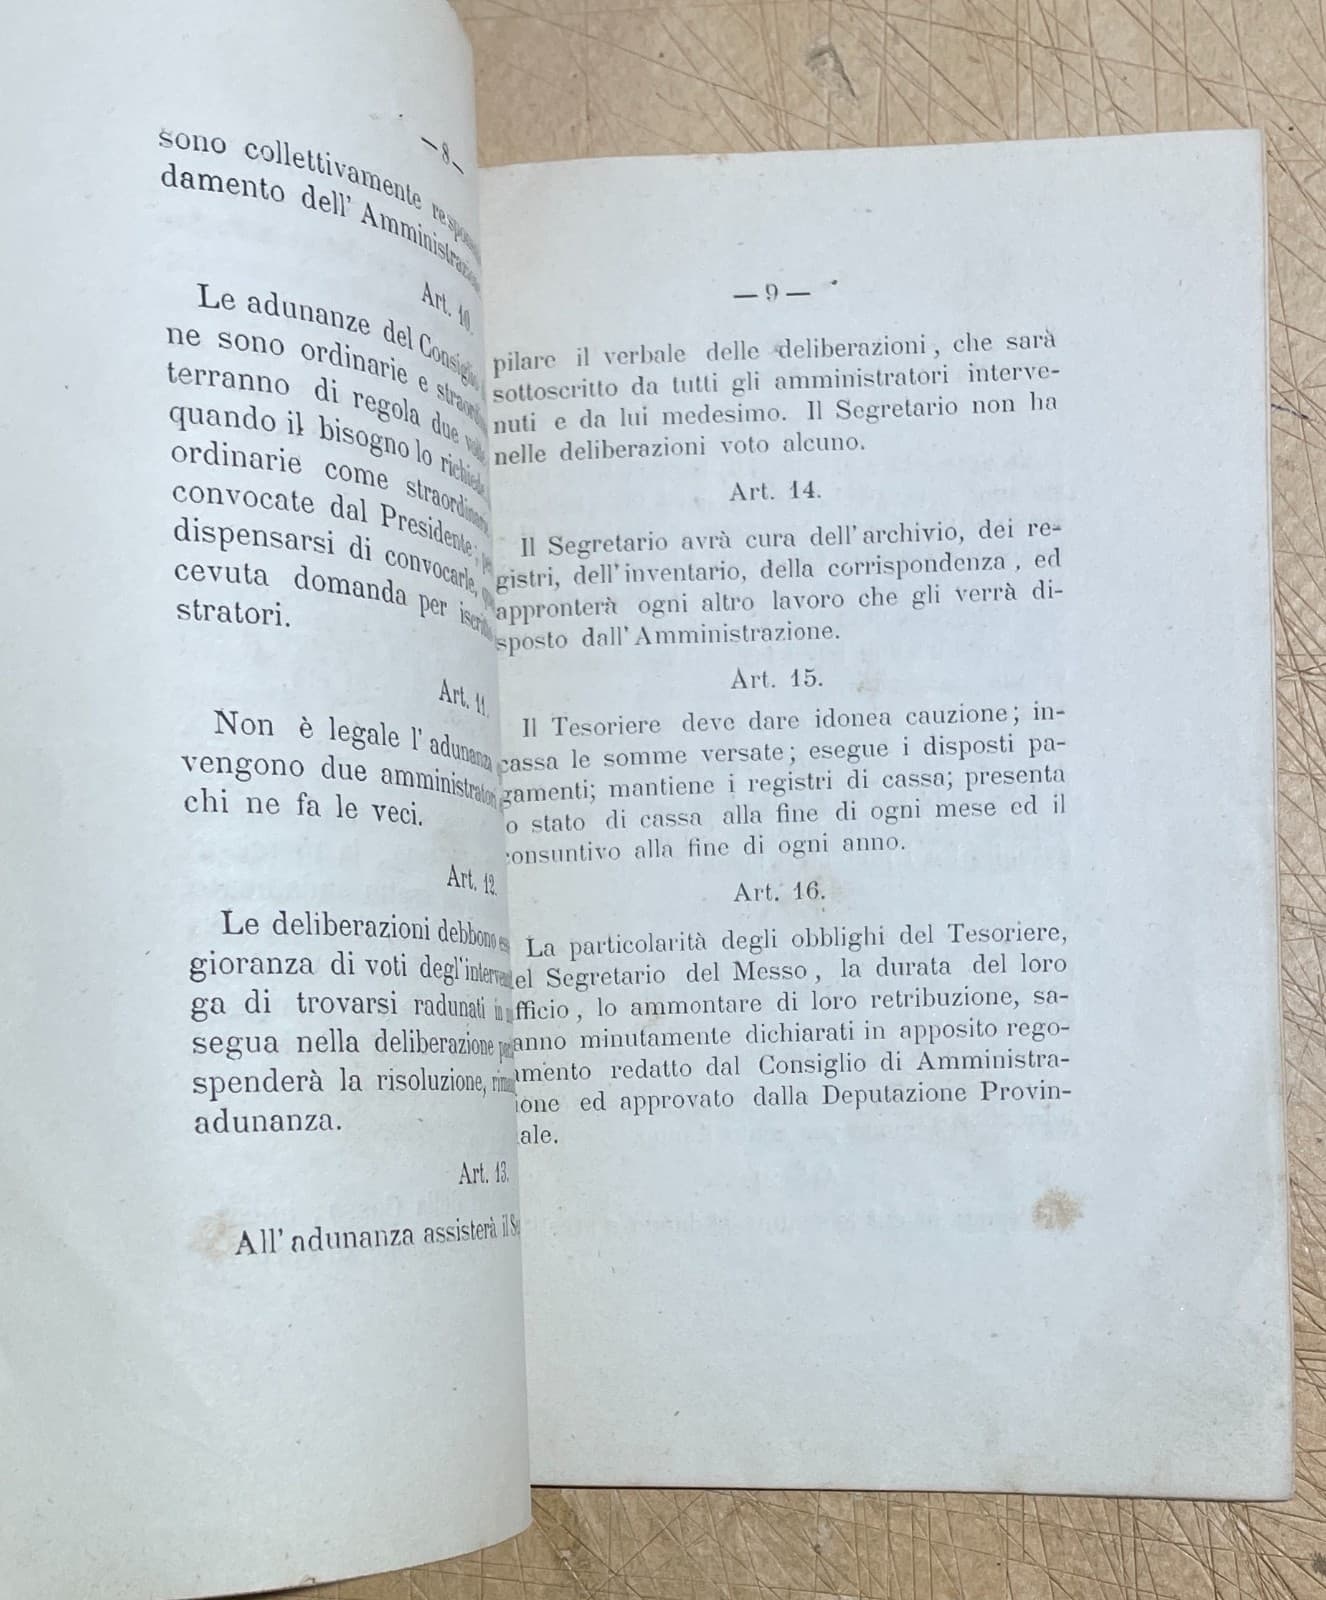 — 8 —
sono collettivamente
damento dell' Amministrazione
Art. 10.
Le adunanze del Consiglio
ne sono ordinarie e
terranno di regola due
quando il bisogno lo
ordinarie come
convocate dal Presidente;
dispensarsi di convocarle,
cevuta domanda per
stratori.
Art. 11.
Non è legale l' adunanza
vengono due amministratori
chi ne fa le veci.
Art. 12.
Le deliberazioni debbono
gioranza di voti degl'
ga di trovarsi radunati in
segua nella deliberazione
spenderà la risoluzione,
adunanza.
Art. 13.
All' adunanza assisterà il
— 9 —
pilare il verbale delle deliberazioni, che sarà
sottoscritto da tutti gli amministratori interve-
nuti e da lui medesimo. Il Segretario non ha
nelle deliberazioni voto alcuno.
Art. 14.
Il Segretario avrà cura dell' archivio, dei re-
gistri, dell' inventario, della corrispondenza, ed
appronterà ogni altro lavoro che gli verrà di-
sposto dall' Amministrazione.
Art. 15.
Il Tesoriere deve dare idonea cauzione; in-
cassa le somme versate; esegue i disposti pa-
gamenti; mantiene i registri di cassa; presenta
o stato di cassa alla fine di ogni mese ed il
consuntivo alla fine di ogni anno.
Art. 16.
La particolarità degli obblighi del Tesoriere,
el Segretario del Messo, la durata del loro
fficio, lo ammontare di loro retribuzione, sa-
anno minutamente dichiarati in apposito rego-
amento redatto dal Consiglio di Amministra-
ione ed approvato dalla Deputazione Provin-
ale.